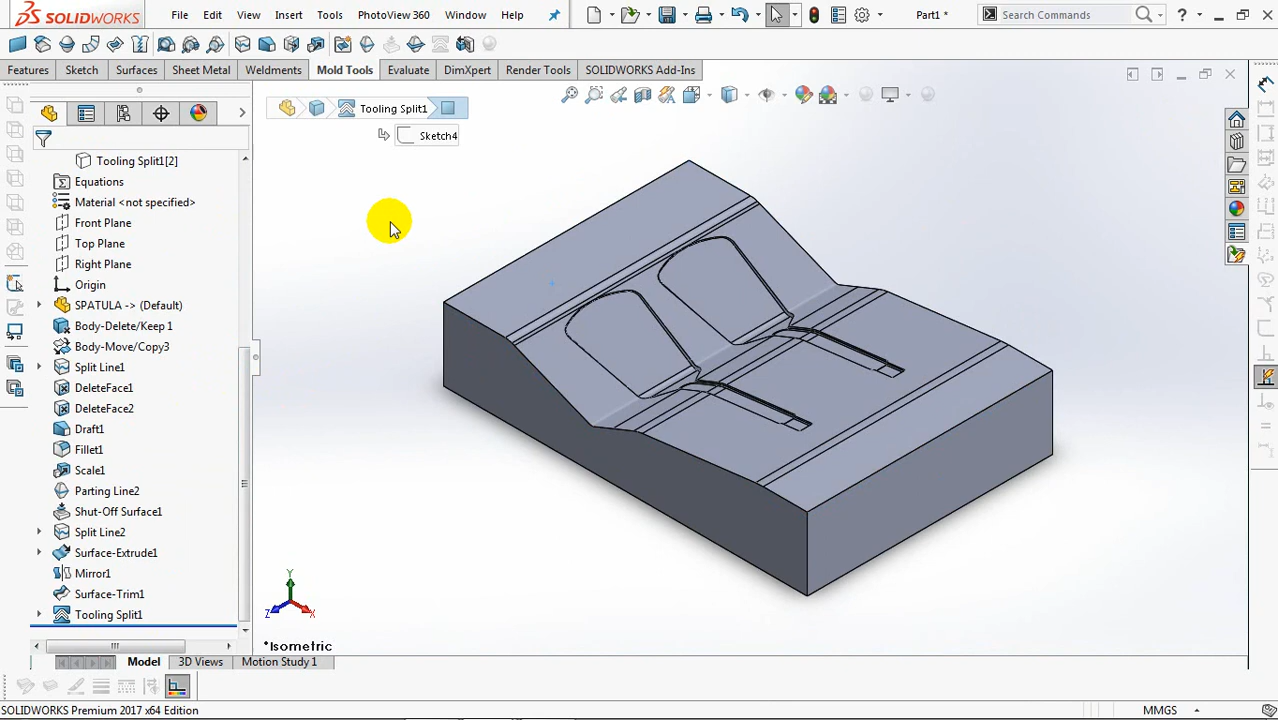 SOLIDWORKS File Edit View Insert Tools PhotoView 360 Window Help Part1 * Search Commands ?
Features Sketch Surfaces Sheet Metal Weldments Mold Tools Evaluate DimXpert Render Tools SOLIDWORKS Add-Ins
Tooling Split1
Sketch4
Tooling Split1[2]
Equations
Material <not specified>
Front Plane
Top Plane
Right Plane
Origin
SPATULA -> (Default)
Body-Delete/Keep 1
Body-Move/Copy3
Split Line1
DeleteFace1
DeleteFace2
Draft1
Fillet1
Scale1
Parting Line2
Shut-Off Surface1
Split Line2
Surface-Extrude1
Mirror1
Surface-Trim1
Tooling Split1
Y
Z X
*Isometric
Model 3D Views Motion Study 1
SOLIDWORKS Premium 2017 x64 Edition MMGS